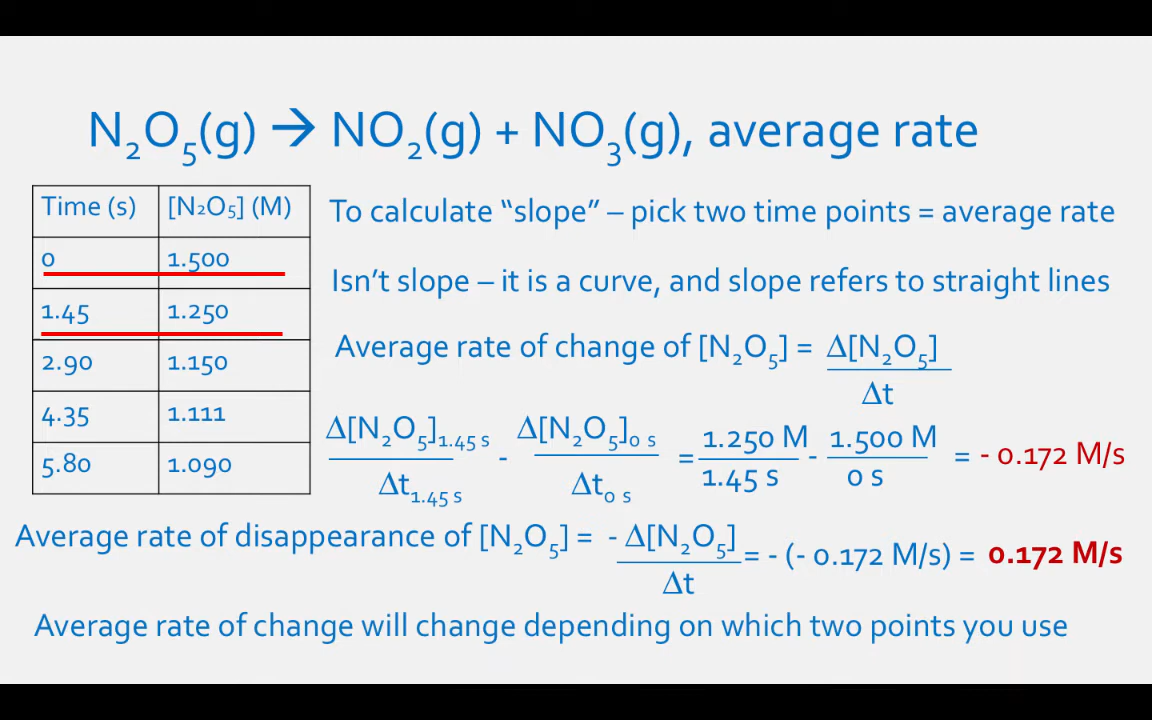 N₂O₅(g) → NO₂(g) + NO₃(g), average rate
Time (s) [N₂O₅] (M)
0 1.500
1.45 1.250
2.90 1.150
4.35 1.111
5.80 1.090
To calculate “slope” – pick two time points = average rate
Isn’t slope – it is a curve, and slope refers to straight lines
Average rate of change of [N₂O₅] = Δ[N₂O₅]
Δt
Δ[N₂O₅]1.45 s - Δ[N₂O₅]0 s = 1.250 M - 1.500 M = - 0.172 M/s
Δt1.45 s Δt0 s 1.45 s 0 s
Average rate of disappearance of [N₂O₅] = - Δ[N₂O₅] = - (- 0.172 M/s) = 0.172 M/s
Δt
Average rate of change will change depending on which two points you use